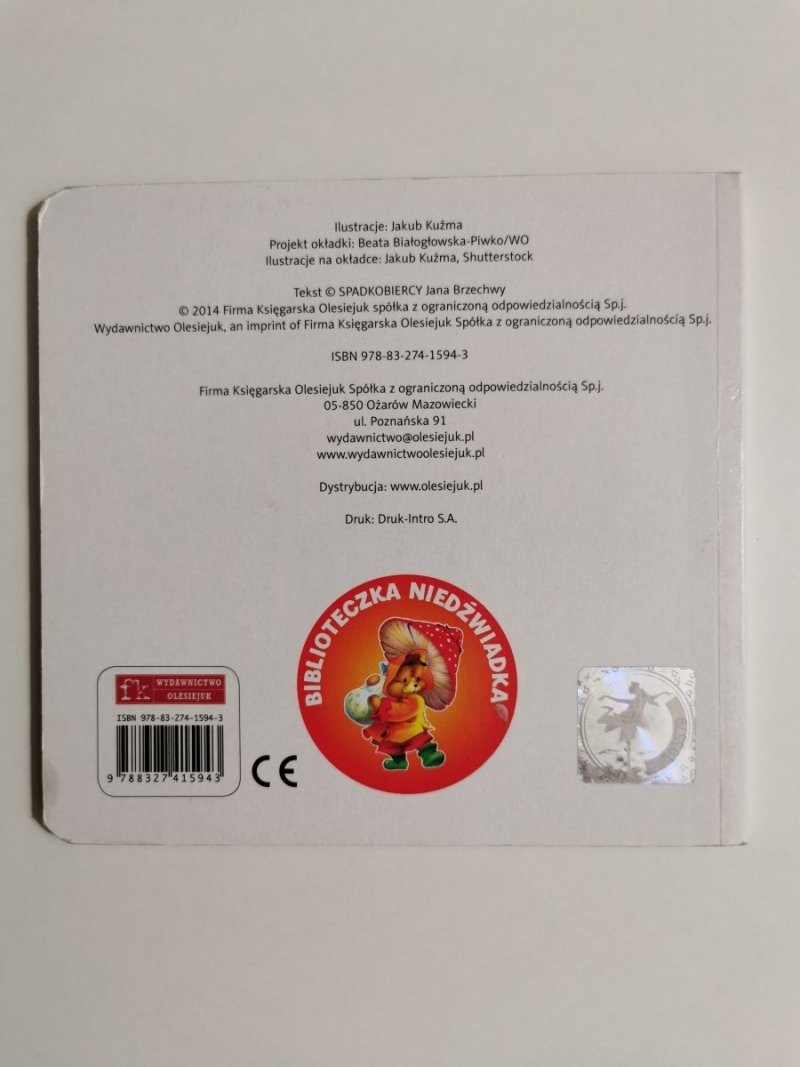 Ilustracje: Jakub Kuźma
Projekt okładki: Beata Białogłowska-Piwko/WO
Ilustracje na okładce: Jakub Kuźma, Shutterstock
Tekst © SPADKOBIERCY Jana Brzechwy
© 2014 Firma Księgarska Olesiejuk spółka z ograniczoną odpowiedzialnością Sp.j.
Wydawnictwo Olesiejuk, an imprint of Firma Księgarska Olesiejuk Spółka z ograniczoną odpowiedzialnością Sp.j.
ISBN 978-83-274-1594-3
Firma Księgarska Olesiejuk Spółka z ograniczoną odpowiedzialnością Sp.j.
05-850 Ożarów Mazowiecki
ul. Poznańska 91
wydawnictwo@olesiejuk.pl
www.wydawnictwoolesiejuk.pl
Dystrybucja: www.olesiejuk.pl
Druk: Druk-Intro S.A.
BIBLIOTECZKA NIEDŹWIADKA
fk WYDAWNICTWO
OLESIEJUK
ISBN 978-83-274-1594-3
9 788327 415943
CE